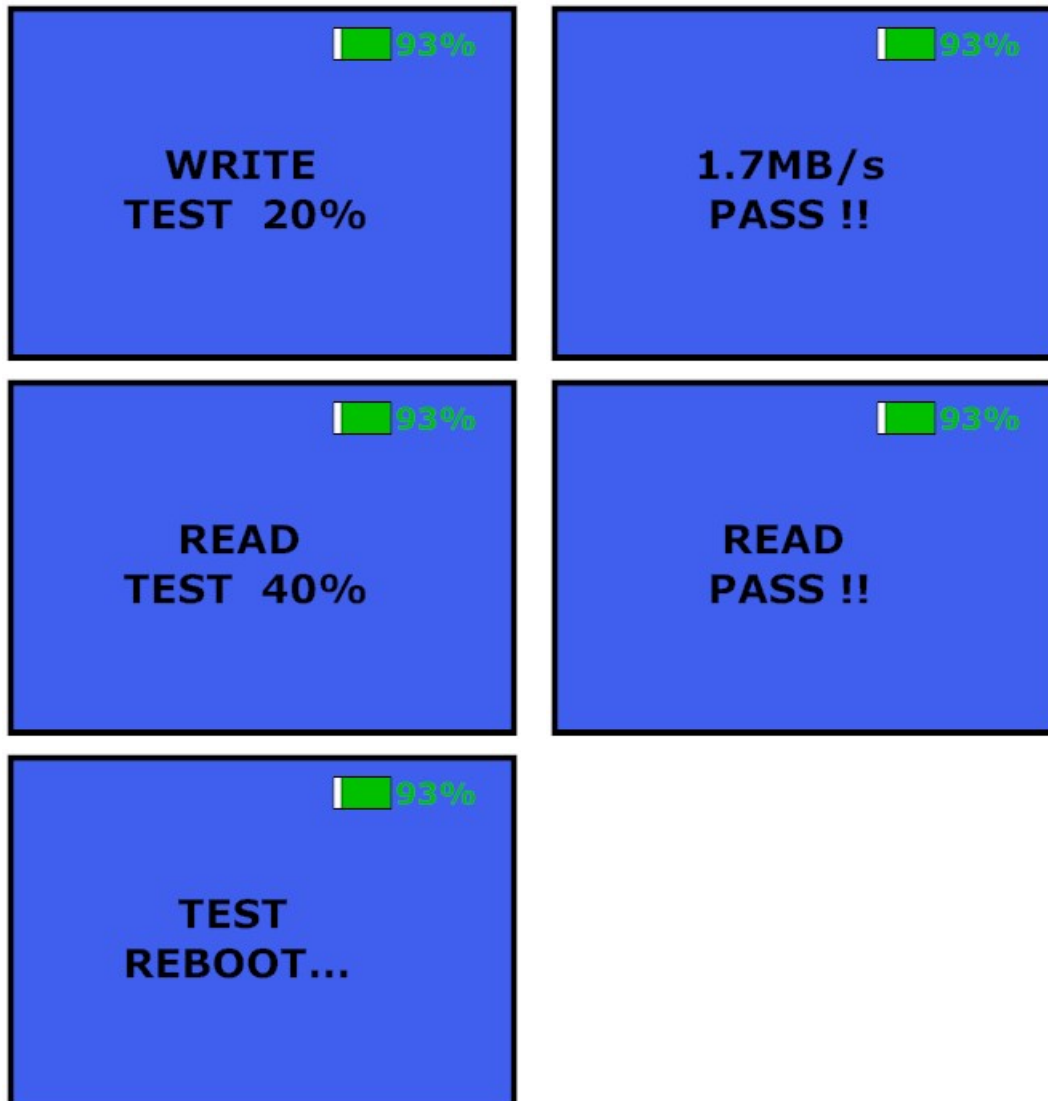 93%
WRITE
TEST 20%
93%
1.7MB/s
PASS !!
93%
READ
TEST 40%
93%
READ
PASS !!
93%
TEST
REBOOT...